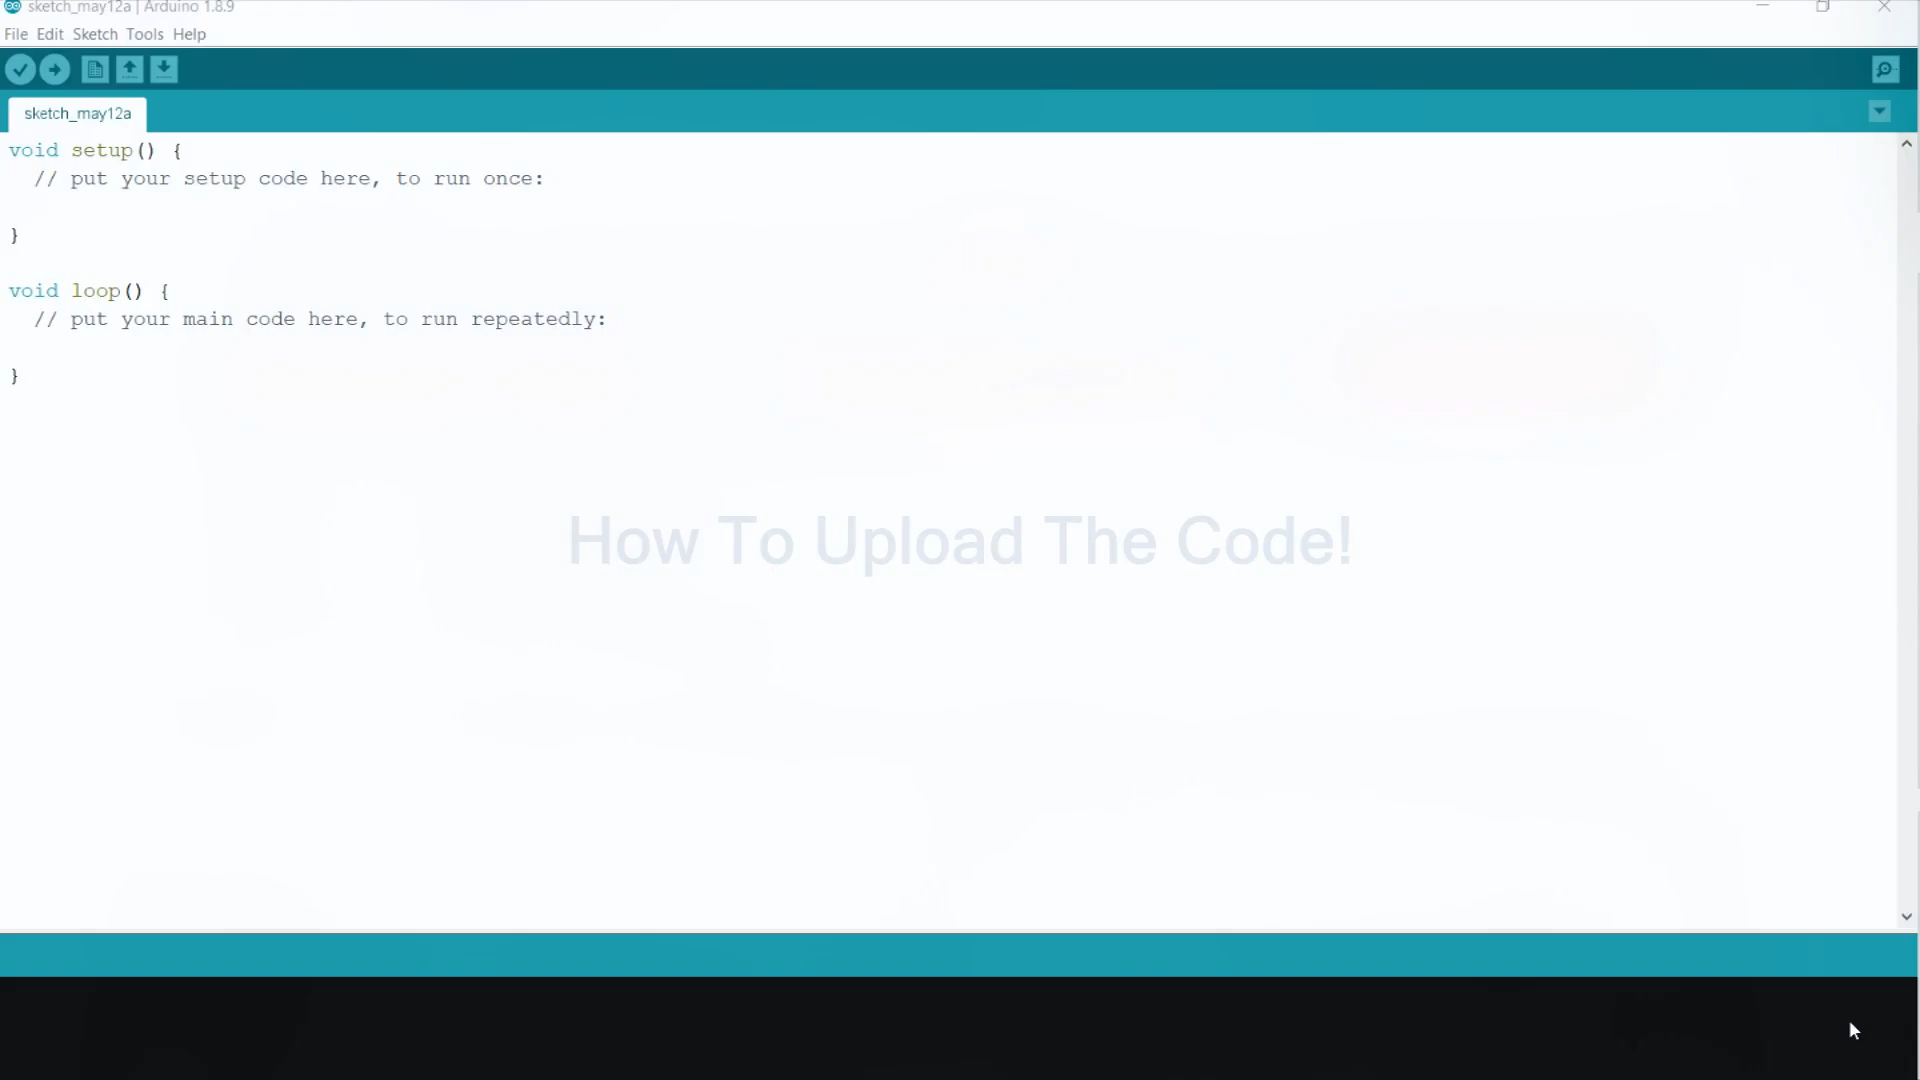 sketch_may12a | Arduino 1.8.9
File Edit Sketch Tools Help
sketch_may12a
void setup() {
// put your setup code here, to run once:
}
void loop() {
// put your main code here, to run repeatedly:
}
How To Upload The Code!